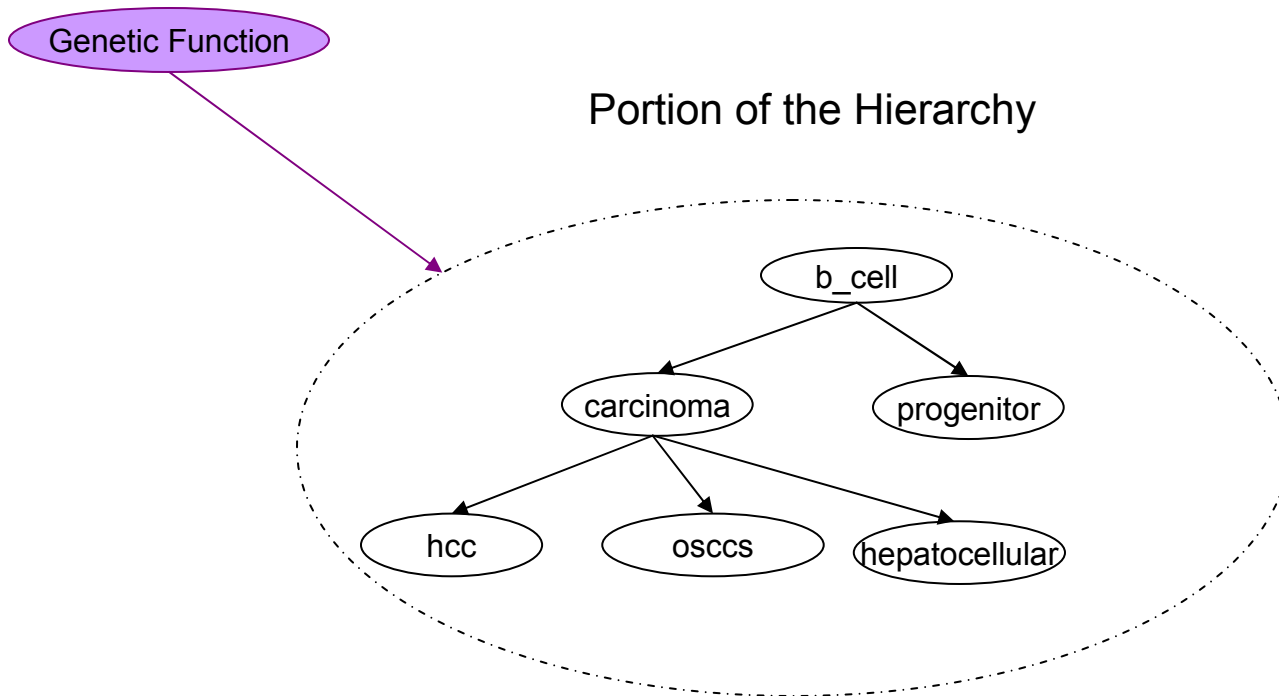 Genetic Function
Portion of the Hierarchy
b_cell
carcinoma
progenitor
hcc
osccs
hepatocellular